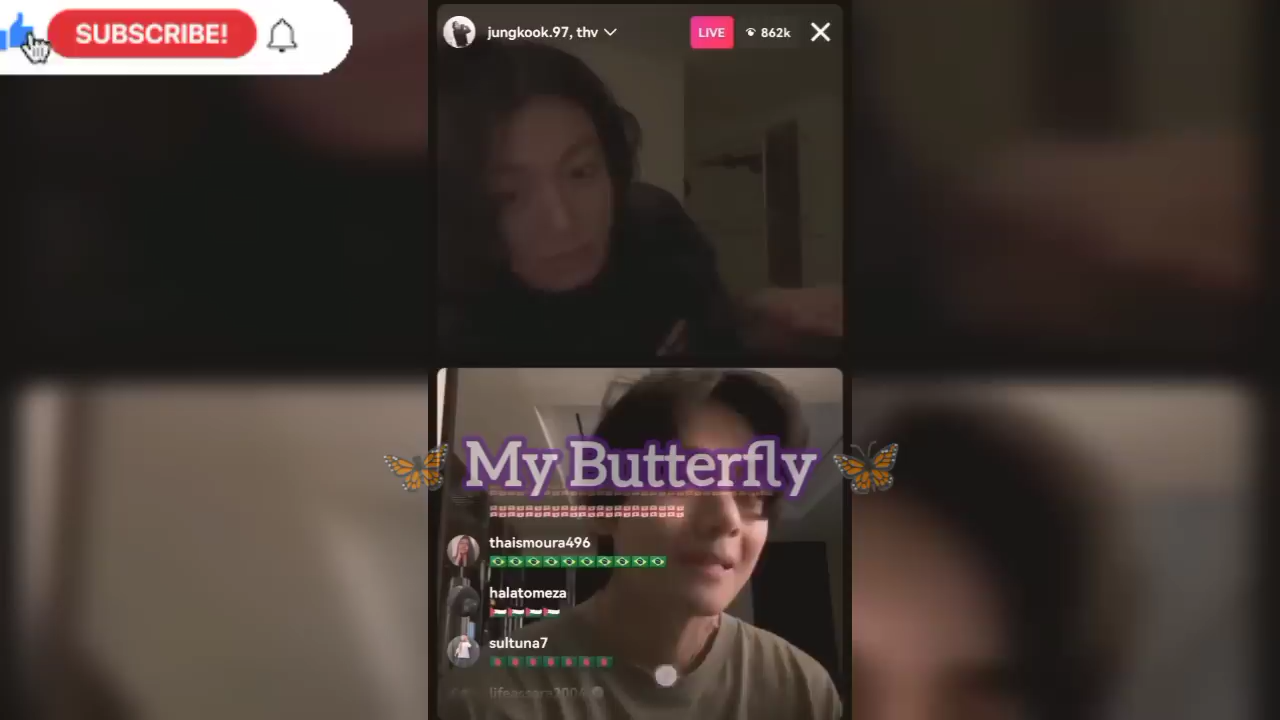 SUBSCRIBE!
jungkook.97, thv
LIVE
862k
My Butterfly
thaismoura496
🇧🇷🇧🇷🇧🇷🇧🇷🇧🇷🇧🇷🇧🇷🇧🇷🇧🇷🇧🇷
halatomeza
sultuna7